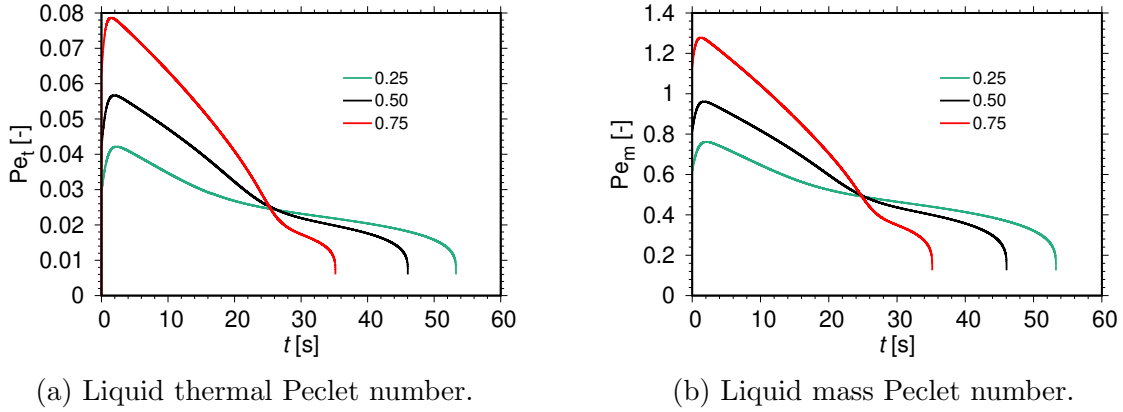 0.08
0.07
0.06
0.05
0.04
0.03
0.02
0.01
0
Pe_t [-]
0.25
0.50
0.75
0 10 20 30 40 50 60
t [s]
(a) Liquid thermal Peclet number.
1.4
1.2
1
0.8
0.6
0.4
0.2
0
Pe_m [-]
0.25
0.50
0.75
0 10 20 30 40 50 60
t [s]
(b) Liquid mass Peclet number.